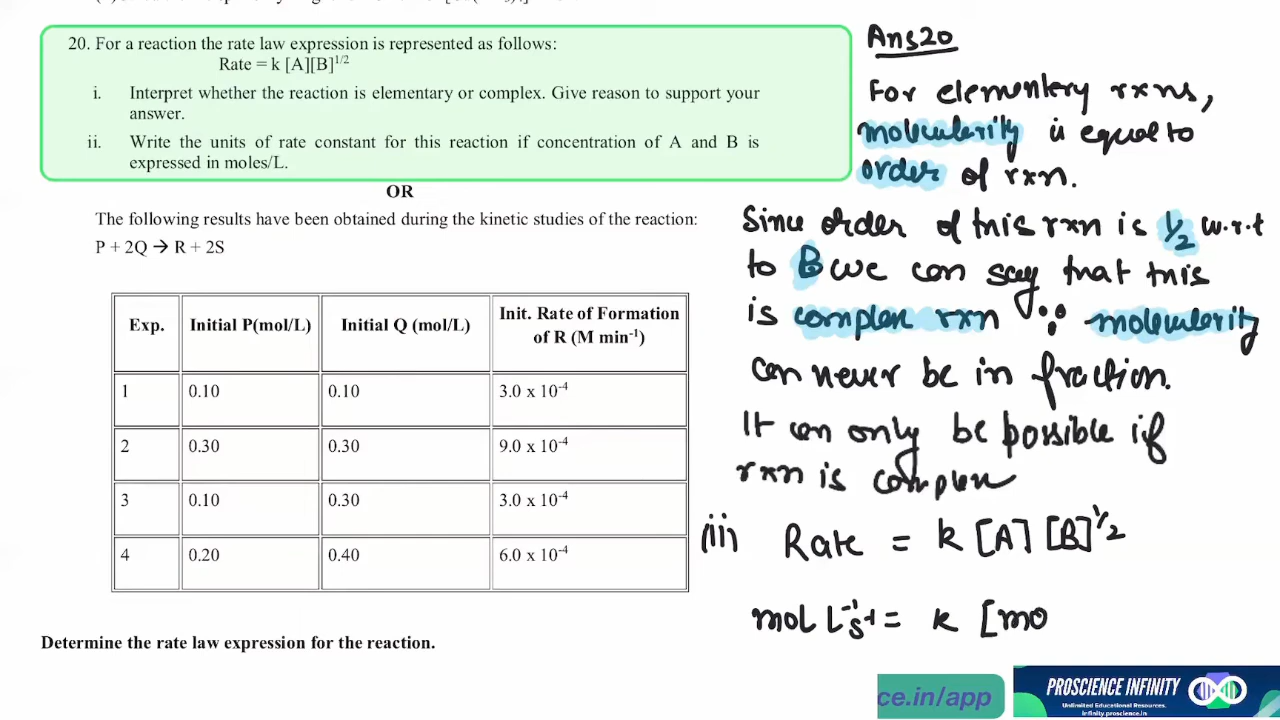 20. For a reaction the rate law expression is represented as follows:
Rate = k [A][B]1/2
i. Interpret whether the reaction is elementary or complex. Give reason to support your
answer.
ii. Write the units of rate constant for this reaction if concentration of A and B is
expressed in moles/L.
OR
The following results have been obtained during the kinetic studies of the reaction:
P + 2Q → R + 2S
Exp. Initial P(mol/L) Initial Q (mol/L) Init. Rate of Formation
of R (M min-1)
1 0.10 0.10 3.0 x 10-4
2 0.30 0.30 9.0 x 10-4
3 0.10 0.30 3.0 x 10-4
4 0.20 0.40 6.0 x 10-4
Determine the rate law expression for the reaction.
Ans20
For elementery rxns,
molecularity is equal to
order of rxn.
Since order of this rxn is 1/2 w.r.t
to B we can say that this
is complex rxn ∵ molecularity
can never be in fraction.
It can only be possible if
rxn is complex
(ii) Rate = k [A] [B]1/2
mol L-1 s-1 = k [mo
ce.in/app
PROSCIENCE INFINITY
Unlimited Educational Resources.
infinity.proscience.in